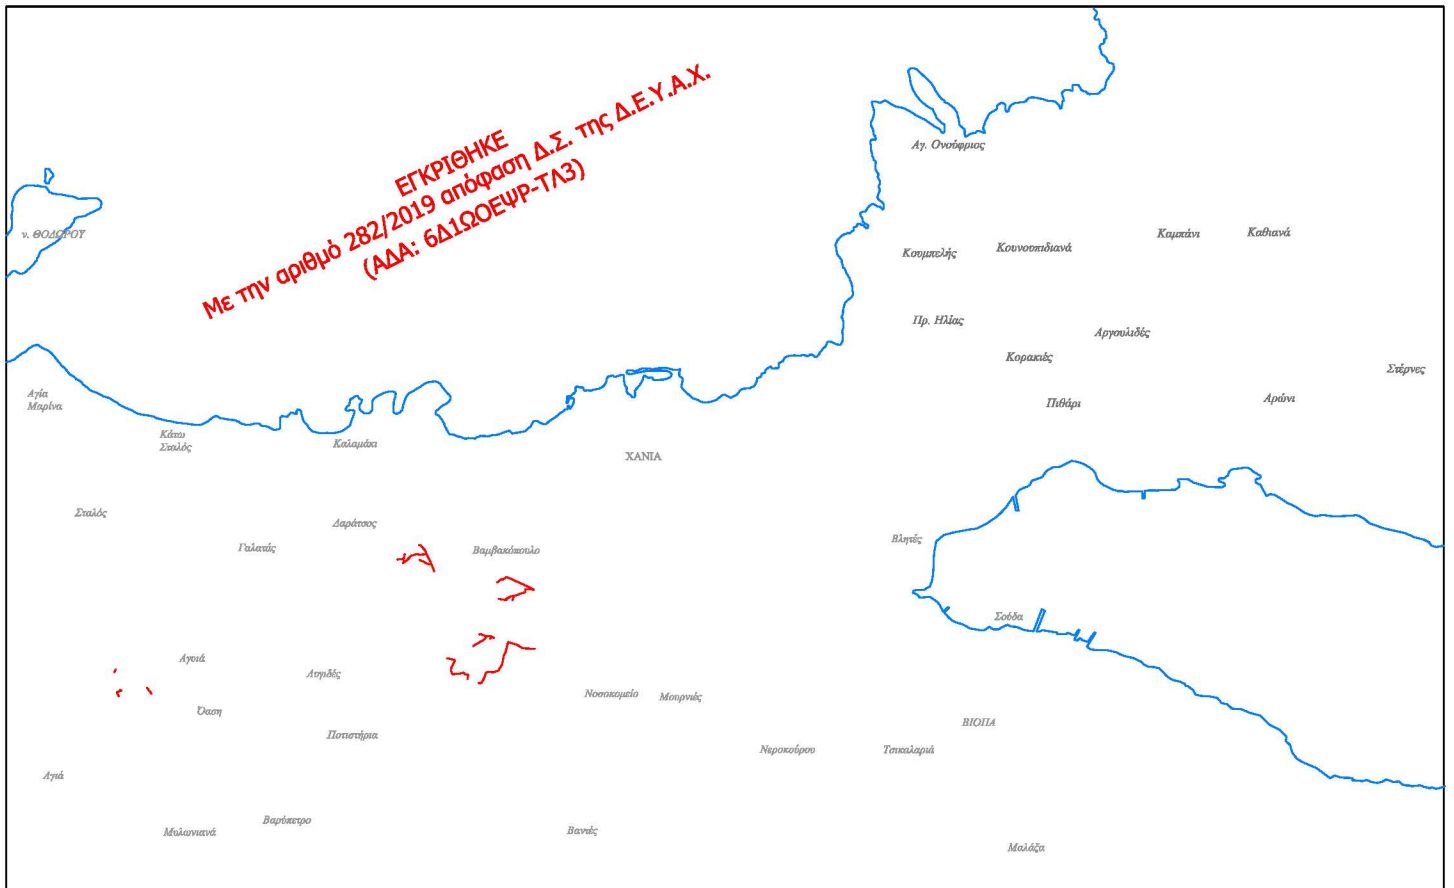 ΕΓΚΡΙΘΗΚΕ
Με την αριθμό 282/2019 απόφαση Δ.Σ. της Δ.Ε.Υ.Α.Χ.
(ΑΔΑ: 6Δ1ΩΟΕΨΡ-ΤΛ3)
Αγ. Ονούφριος
ν. ΘΟΔΩΡΟΥ
Κουμπελής
Κουνουπιδιανά
Καμπάνι
Καθιανά
Πρ. Ηλίας
Αργουλιδές
Κορακιές
Στέρνες
Αγία
Μαρίνα
Πιθάρι
Αρώνι
Κάτω
Σταλός
Καλαμάκι
ΧΑΝΙΑ
Σταλός
Δαράτσος
Γαλατάς
Βαμβακόπουλο
Βλητές
Σούδα
Αγυιά
Λυγιδές
Νοσοκομείο
Μουρνιές
Όαση
ΒΙΟΠΑ
Ποτιστήρια
Νεροκούρου
Τσικαλαριά
Αγιά
Μυλωνιανά
Βαρύπετρο
Βαντές
Μαλάξα